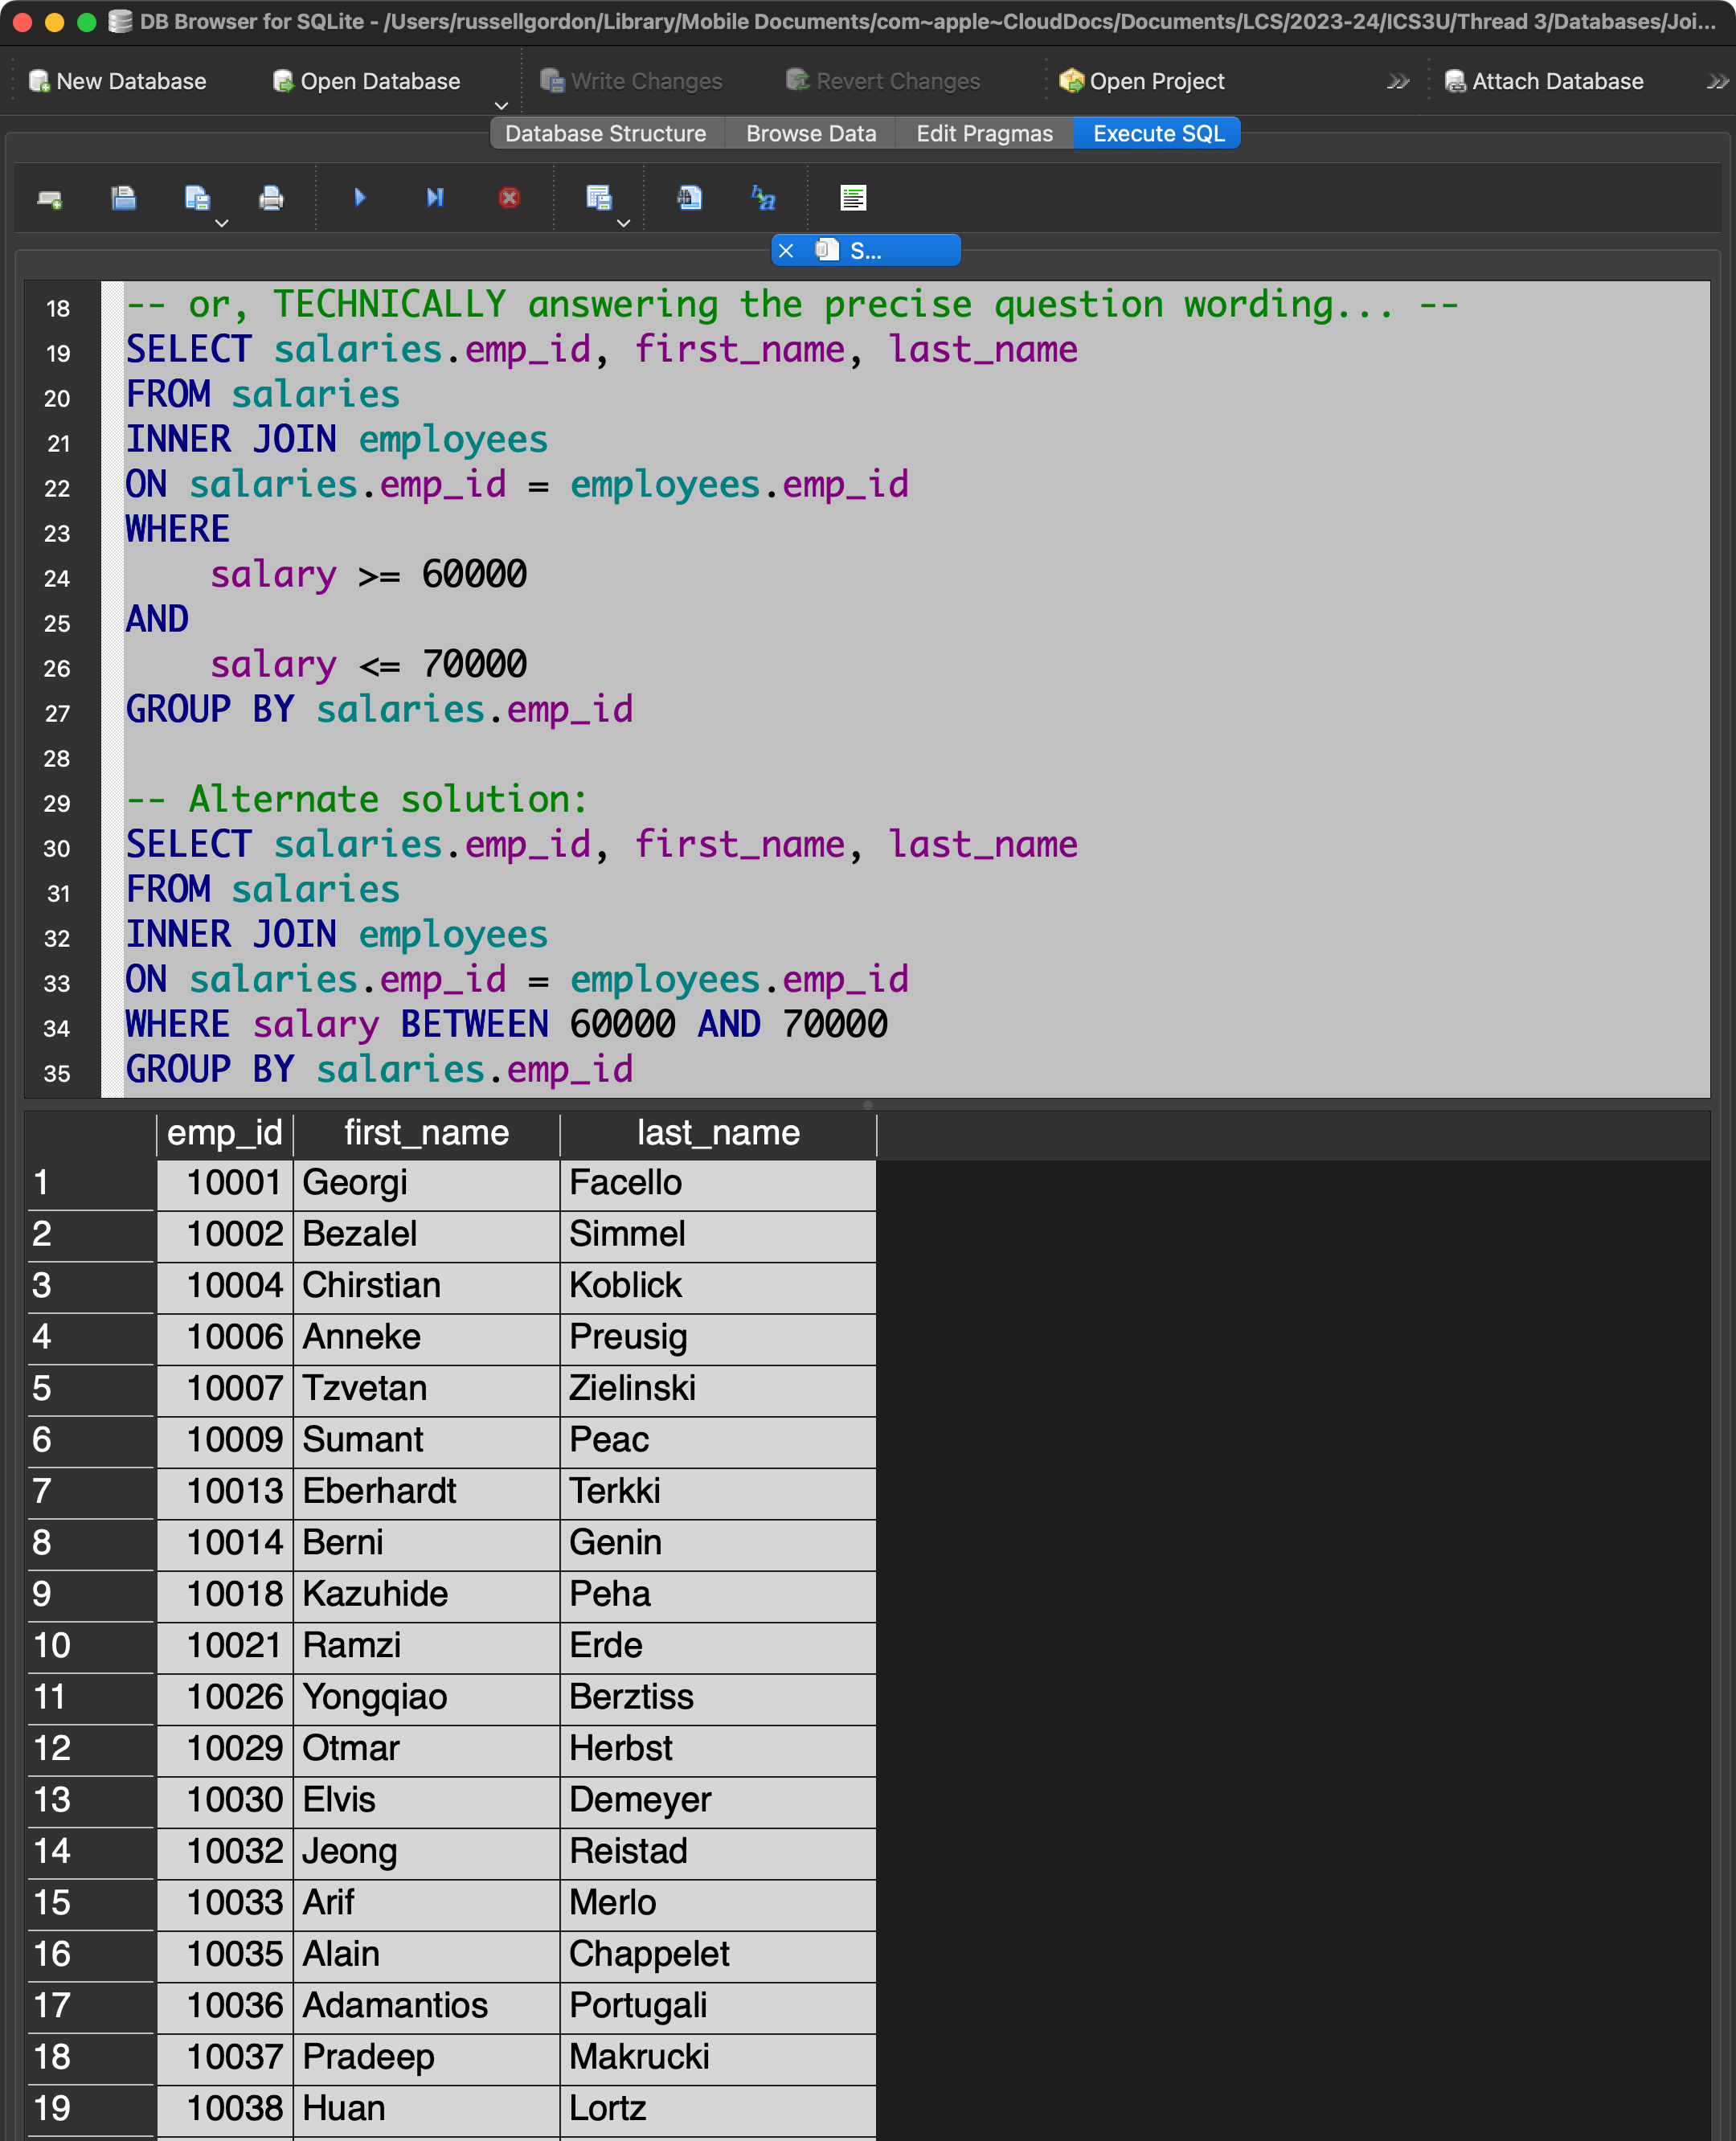 DB Browser for SQLite - /Users/russellgordon/Library/Mobile Documents/com~apple~CloudDocs/Documents/LCS/2023-24/ICS3U/Thread 3/Databases/Joi...
New Database Open Database Write Changes Revert Changes Open Project Attach Database
Database Structure Browse Data Edit Pragmas Execute SQL
S...
18 -- or, TECHNICALLY answering the precise question wording... --
19 SELECT salaries.emp_id, first_name, last_name
20 FROM salaries
21 INNER JOIN employees
22 ON salaries.emp_id = employees.emp_id
23 WHERE
24 salary >= 60000
25 AND
26 salary <= 70000
27 GROUP BY salaries.emp_id
28
29 -- Alternate solution:
30 SELECT salaries.emp_id, first_name, last_name
31 FROM salaries
32 INNER JOIN employees
33 ON salaries.emp_id = employees.emp_id
34 WHERE salary BETWEEN 60000 AND 70000
35 GROUP BY salaries.emp_id
emp_id first_name last_name
1 10001 Georgi Facello
2 10002 Bezalel Simmel
3 10004 Chirstian Koblick
4 10006 Anneke Preusig
5 10007 Tzvetan Zielinski
6 10009 Sumant Peac
7 10013 Eberhardt Terkki
8 10014 Berni Genin
9 10018 Kazuhide Peha
10 10021 Ramzi Erde
11 10026 Yongqiao Berztiss
12 10029 Otmar Herbst
13 10030 Elvis Demeyer
14 10032 Jeong Reistad
15 10033 Arif Merlo
16 10035 Alain Chappelet
17 10036 Adamantios Portugali
18 10037 Pradeep Makrucki
19 10038 Huan Lortz